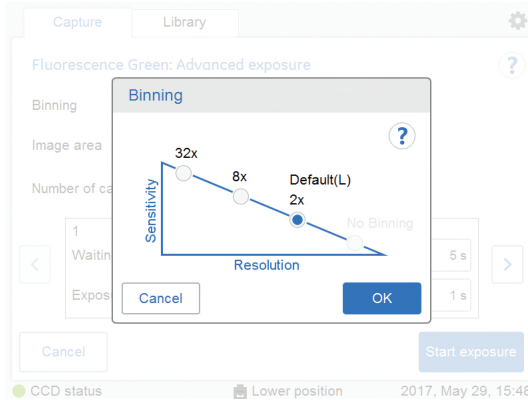 Capture
Library
Fluorescence Green: Advanced exposure
?
Binning
Binning
?
Image area
32x
8x
Default(L)
2x
Number of ca
No Binning
Sensitivity
1
Waitin
5 s
<
>
Resolution
Expos
1 s
Cancel
OK
Cancel
Start exposure
CCD status
Lower position
2017, May 29, 15:48